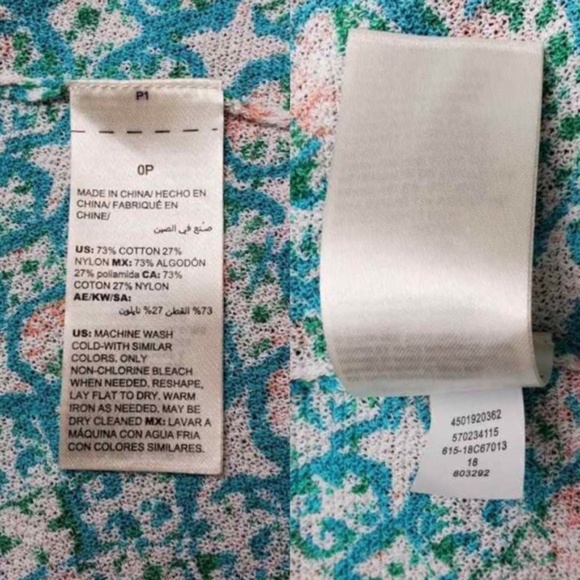 P1
0P
MADE IN CHINA/ HECHO EN
CHINA/ FABRIQUÉ EN
CHINE/
صنع في الصين
US: 73% COTTON 27%
NYLON MX: 73% ALGODÓN
27% poliamida CA: 73%
COTON 27% NYLON
AE/KW/SA:
73% القطن 27% نايلون
US: MACHINE WASH
COLD-WITH SIMILAR
COLORS. ONLY
NON-CHLORINE BLEACH
WHEN NEEDED. RESHAPE,
LAY FLAT TO DRY. WARM
IRON AS NEEDED. MAY BE
DRY CLEANED MX: LAVAR A
MÁQUINA CON AGUA FRIA
CON COLORES SIMILARES.
4501920362
570234115
615-18C67013
18
603292